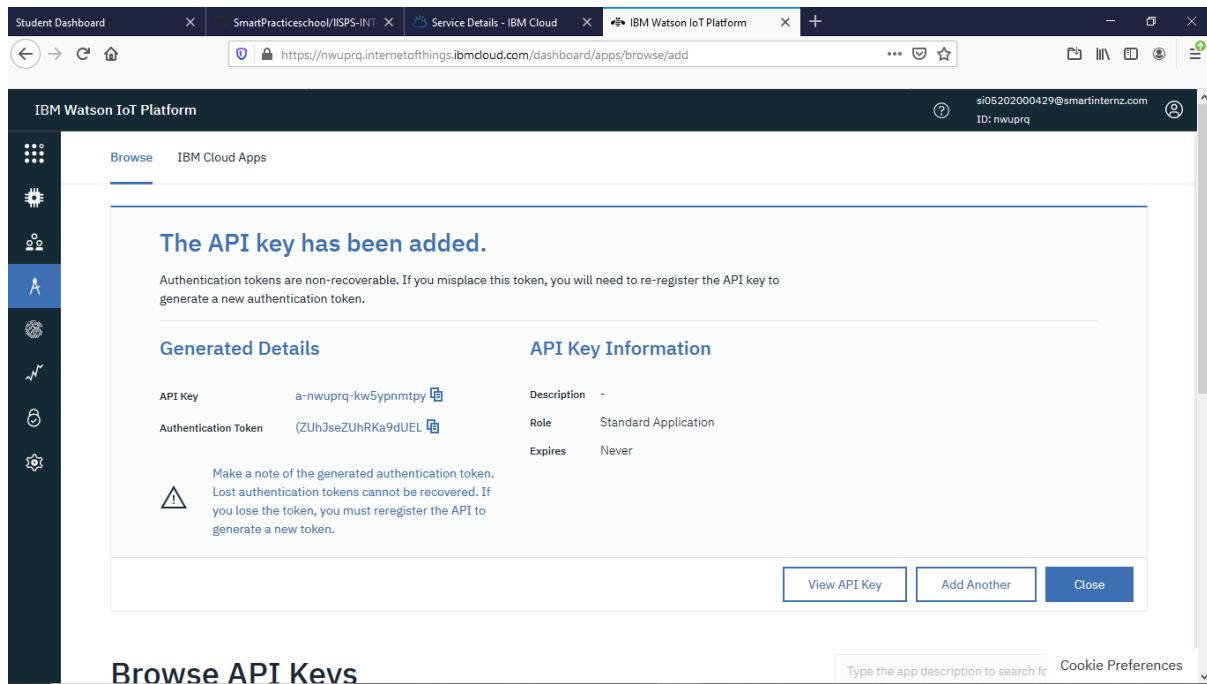 Student Dashboard
SmartPracticeschool/IISPS-INT-
Service Details - IBM Cloud
IBM Watson IoT Platform
https://nwuprq.internetofthings.ibmcloud.com/dashboard/apps/browse/add
IBM Watson IoT Platform
si05202000429@smartinternz.com
ID: nwuprq
Browse
IBM Cloud Apps
The API key has been added.
Authentication tokens are non-recoverable. If you misplace this token, you will need to re-register the API key to
generate a new authentication token.
Generated Details
API Key
a-nwuprq-kw5ypnmtpy
Authentication Token
(ZUhJseZUhRKa9dUEL
Make a note of the generated authentication token.
Lost authentication tokens cannot be recovered. If
you lose the token, you must reregister the API to
generate a new token.
API Key Information
Description -
Role Standard Application
Expires Never
View API Key
Add Another
Close
Browse API Keys
Type the app description to search fo
Cookie Preferences